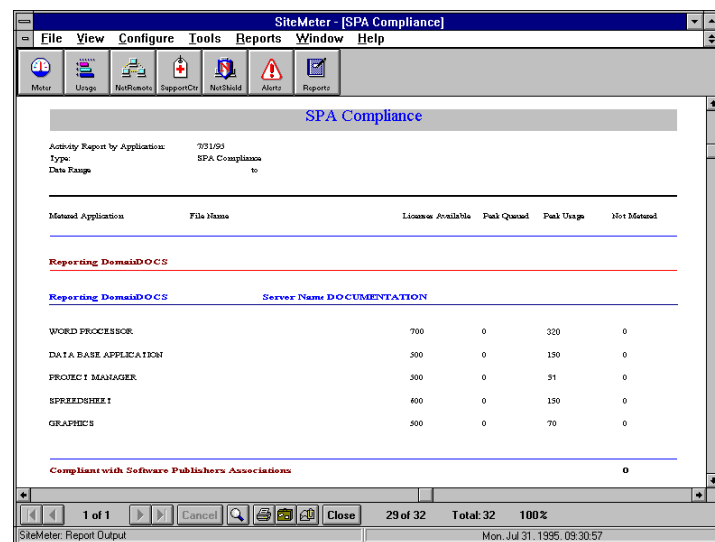 SiteMeter - [SPA Compliance]
File View Configure Tools Reports Window Help
Meter Usage NetRemote SupportCtr NetShield Alerts Reports
SPA Compliance
Activity Report by Application: 7/31/95
Type: SPA Compliance
Date Range to
Metered Application File Name Licenses Available Peak Queued Peak Usage Not Metered
Reporting DomainDOCS
Reporting DomainDOCS Server Name DOCUMENTATION
WORD PROCESSOR 700 0 320 0
DATA BASE APPLICATION 500 0 150 0
PROJECT MANAGER 300 0 51 0
SPREEDSHEET 600 0 150 0
GRAPHICS 500 0 70 0
Compliant with Software Publishers Associations 0
1 of 1 Cancel Close 29 of 32 Total: 32 100%
SiteMeter: Report Output Mon. Jul 31. 1995. 09:30:57